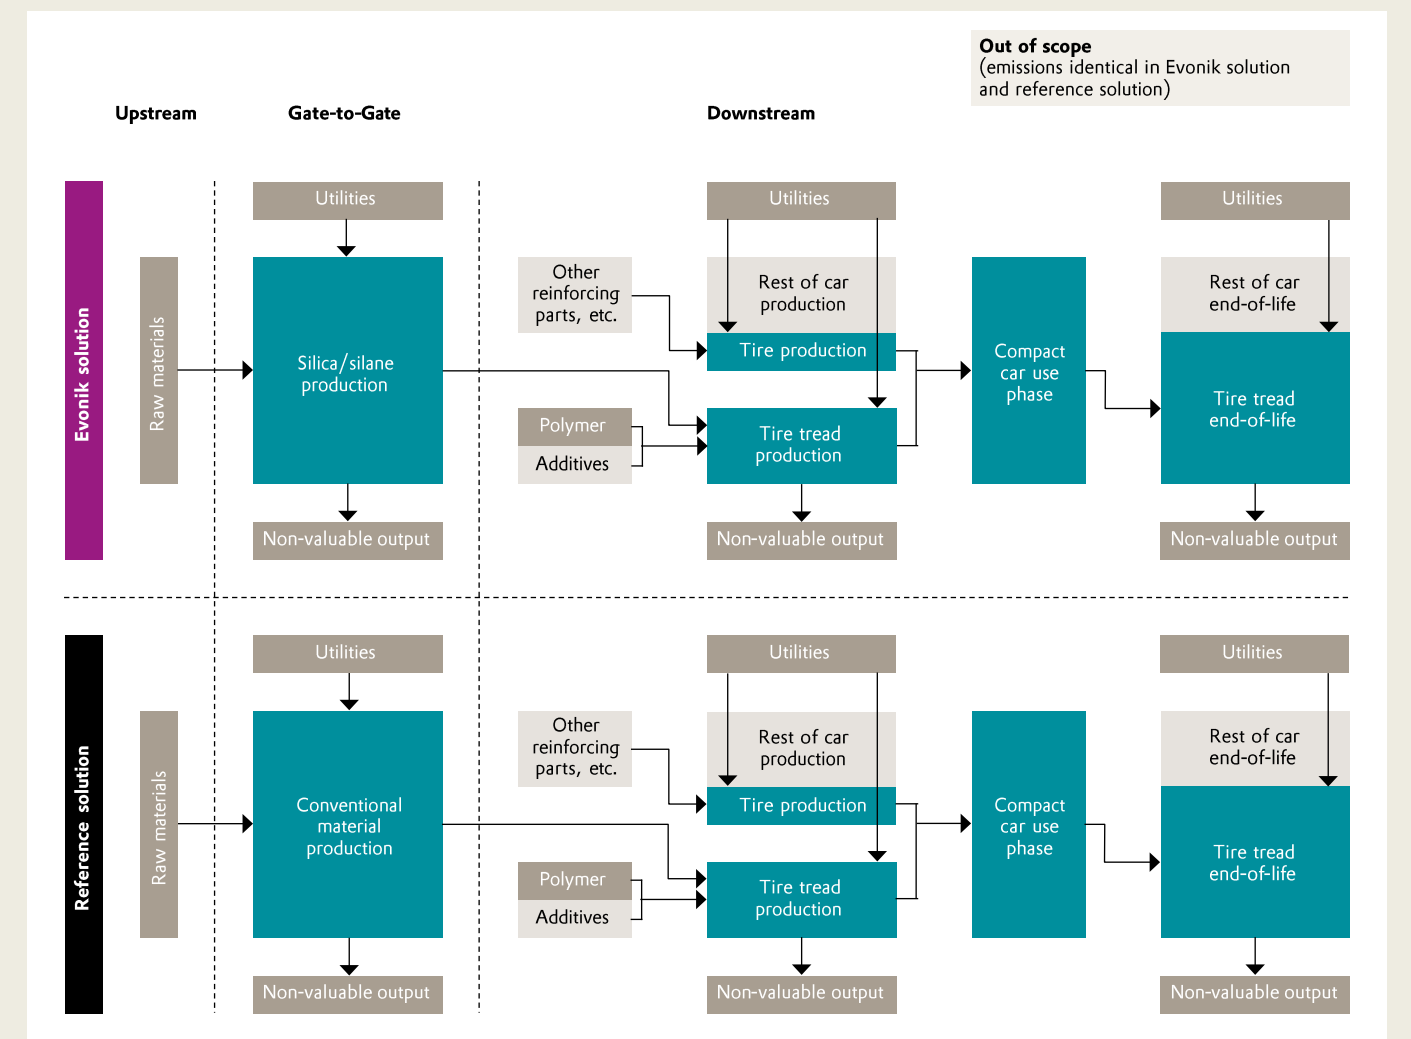 Out of scope
(emissions identical in Evonik solution
and reference solution)
Upstream
Gate-to-Gate
Downstream
Evonik solution
Raw materials
Utilities
Silica/silane
production
Non-valuable output
Other
reinforcing
parts, etc.
Polymer
Additives
Utilities
Rest of car
production
Tire production
Tire tread
production
Non-valuable output
Compact
car use
phase
Utilities
Rest of car
end-of-life
Tire tread
end-of-life
Non-valuable output
Reference solution
Raw materials
Utilities
Conventional
material
production
Non-valuable output
Other
reinforcing
parts, etc.
Polymer
Additives
Utilities
Rest of car
production
Tire production
Tire tread
production
Non-valuable output
Compact
car use
phase
Utilities
Rest of car
end-of-life
Tire tread
end-of-life
Non-valuable output